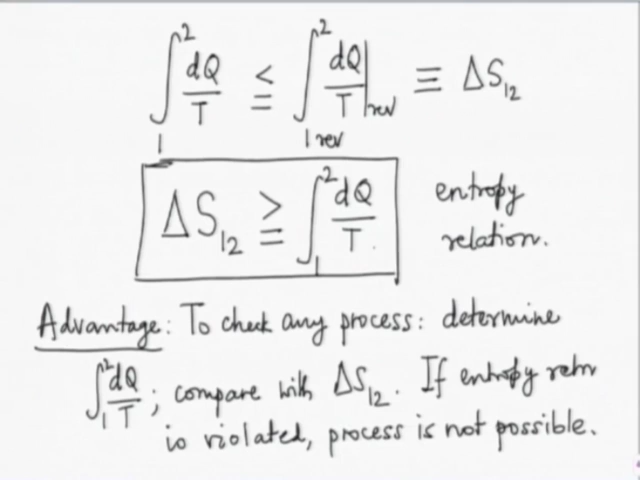 ∫₁² dQ/T ≤ ∫₁ rev² dQ/T|rev ≡ ΔS₁₂
ΔS₁₂ ≥ ∫₁² dQ/T entropy relation.
Advantage: To check any process: determine
∫₁² dQ/T ; compare with ΔS₁₂. If entropy reln
is violated, process is not possible.